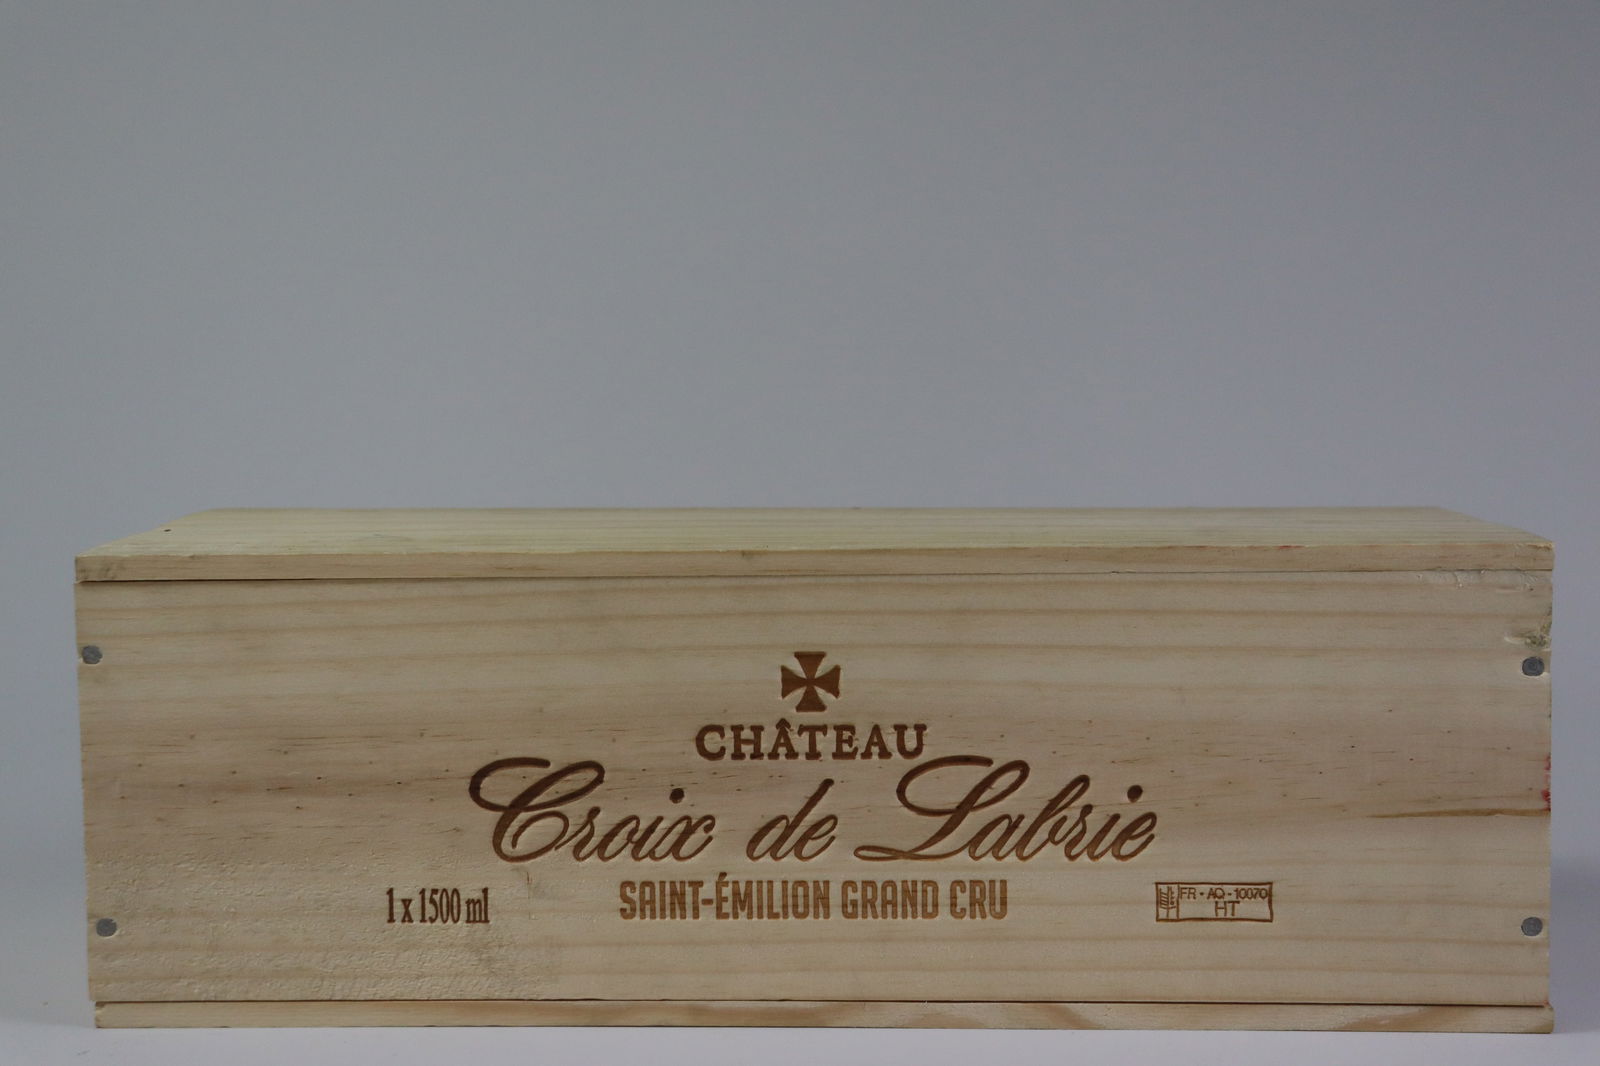 CHÂTEAU
Croix de Labrie
SAINT-ÉMILION GRAND CRU
1 x 1500 ml
FR - AQ - 10070
HT